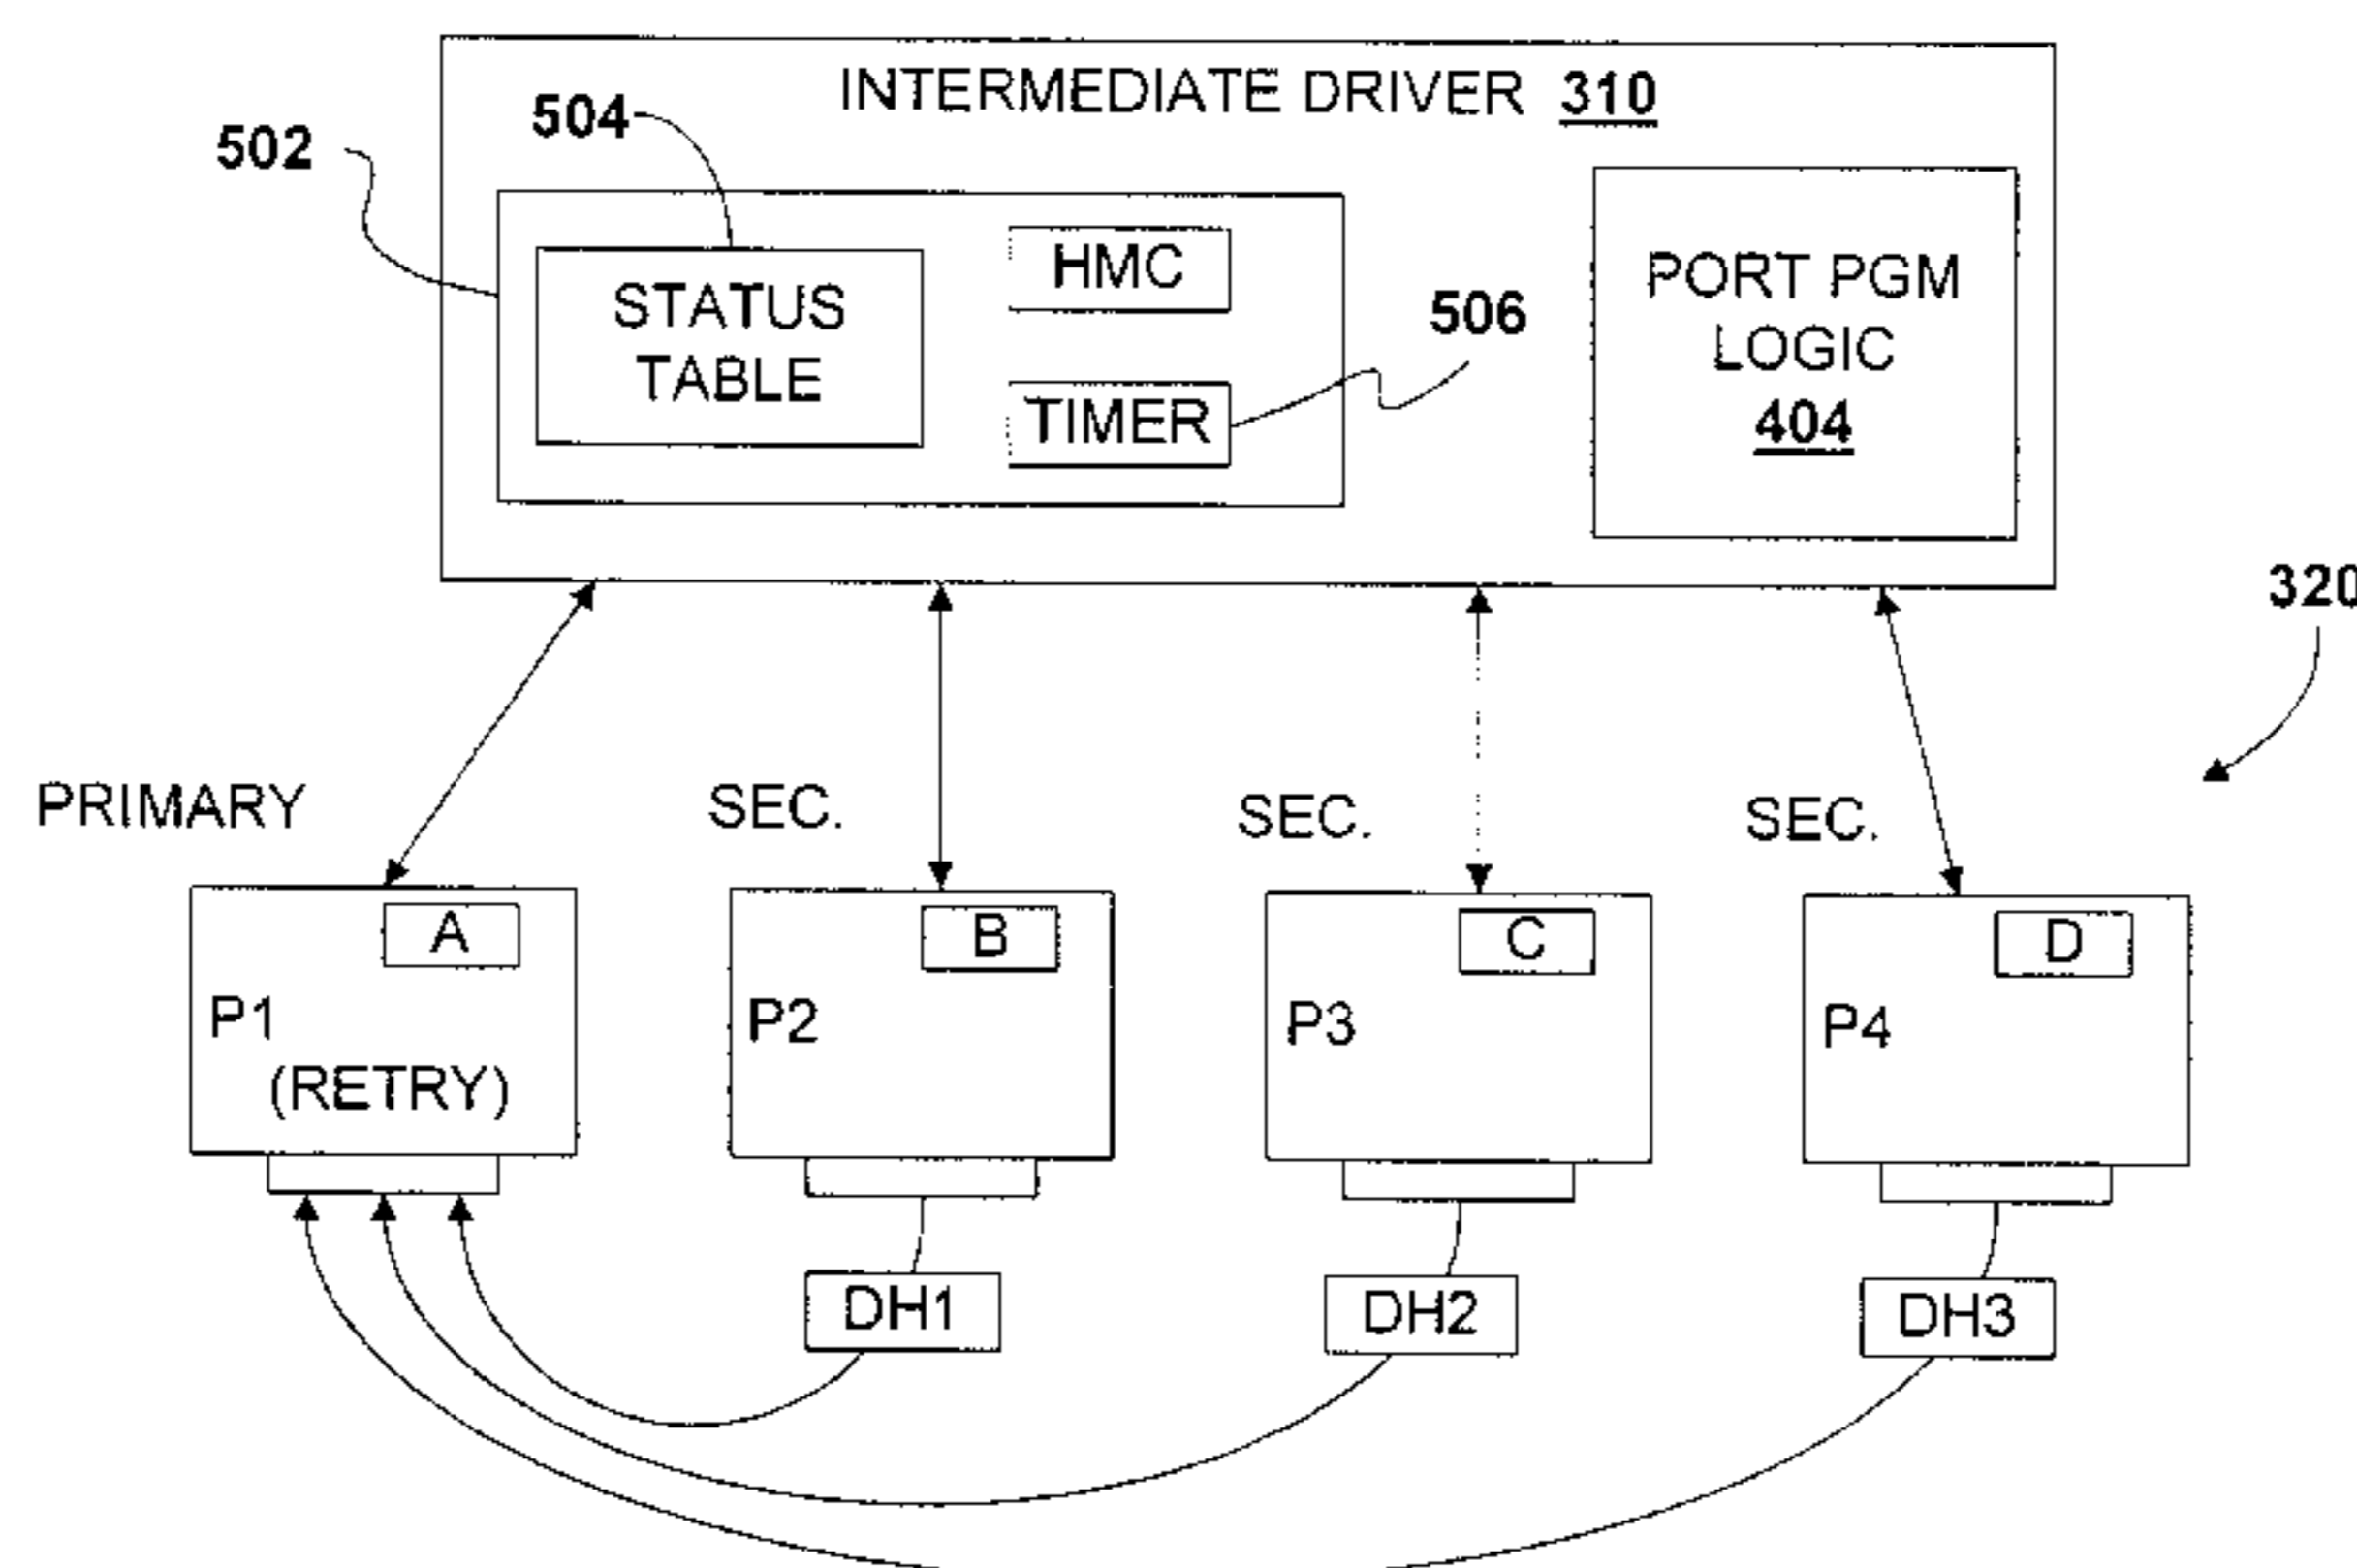 INTERMEDIATE DRIVER 310
504
502
STATUS
TABLE
HMC
TIMER
506
PORT PGM
LOGIC
404
320
PRIMARY
SEC.
SEC.
SEC.
A
P1
(RETRY)
B
P2
C
P3
D
P4
DH1
DH2
DH3